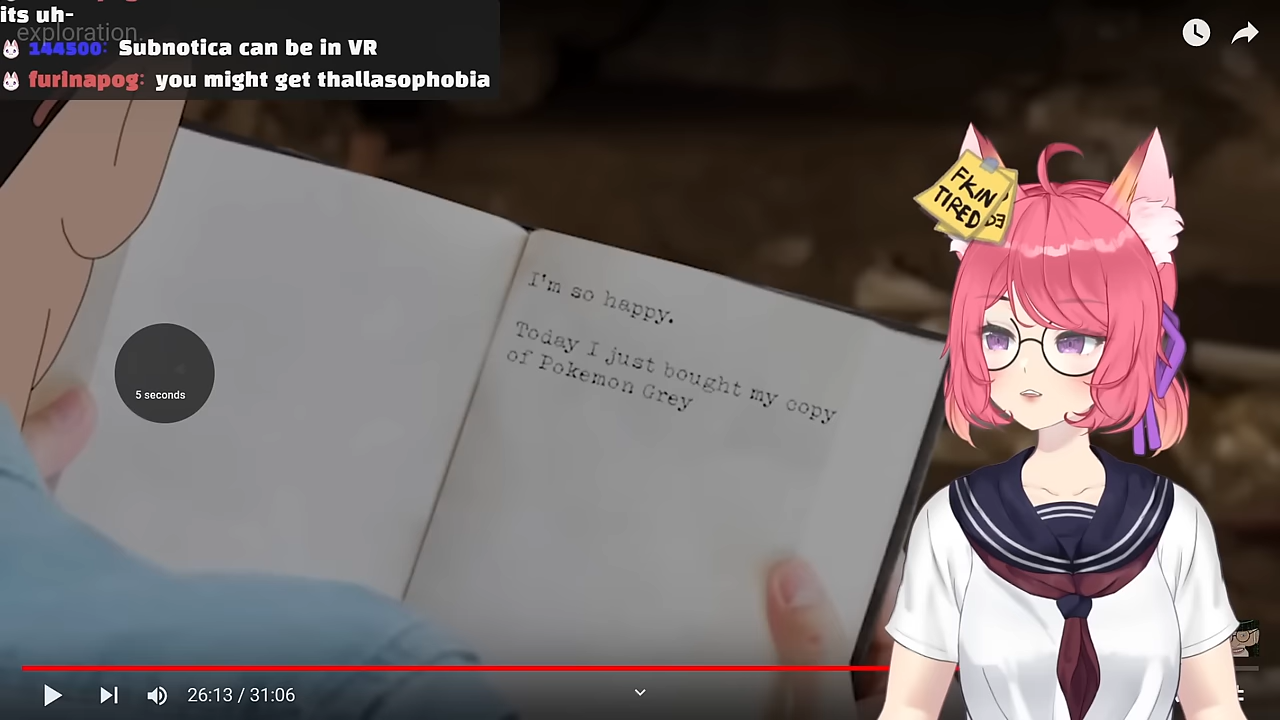 its uh-
exploration.
144500: Subnotica can be in VR
furinapog: you might get thallasophobia
FKIN
TIRED
I'm so happy.
Today I just bought my copy
of Pokemon Grey
5 seconds
26:13 / 31:06